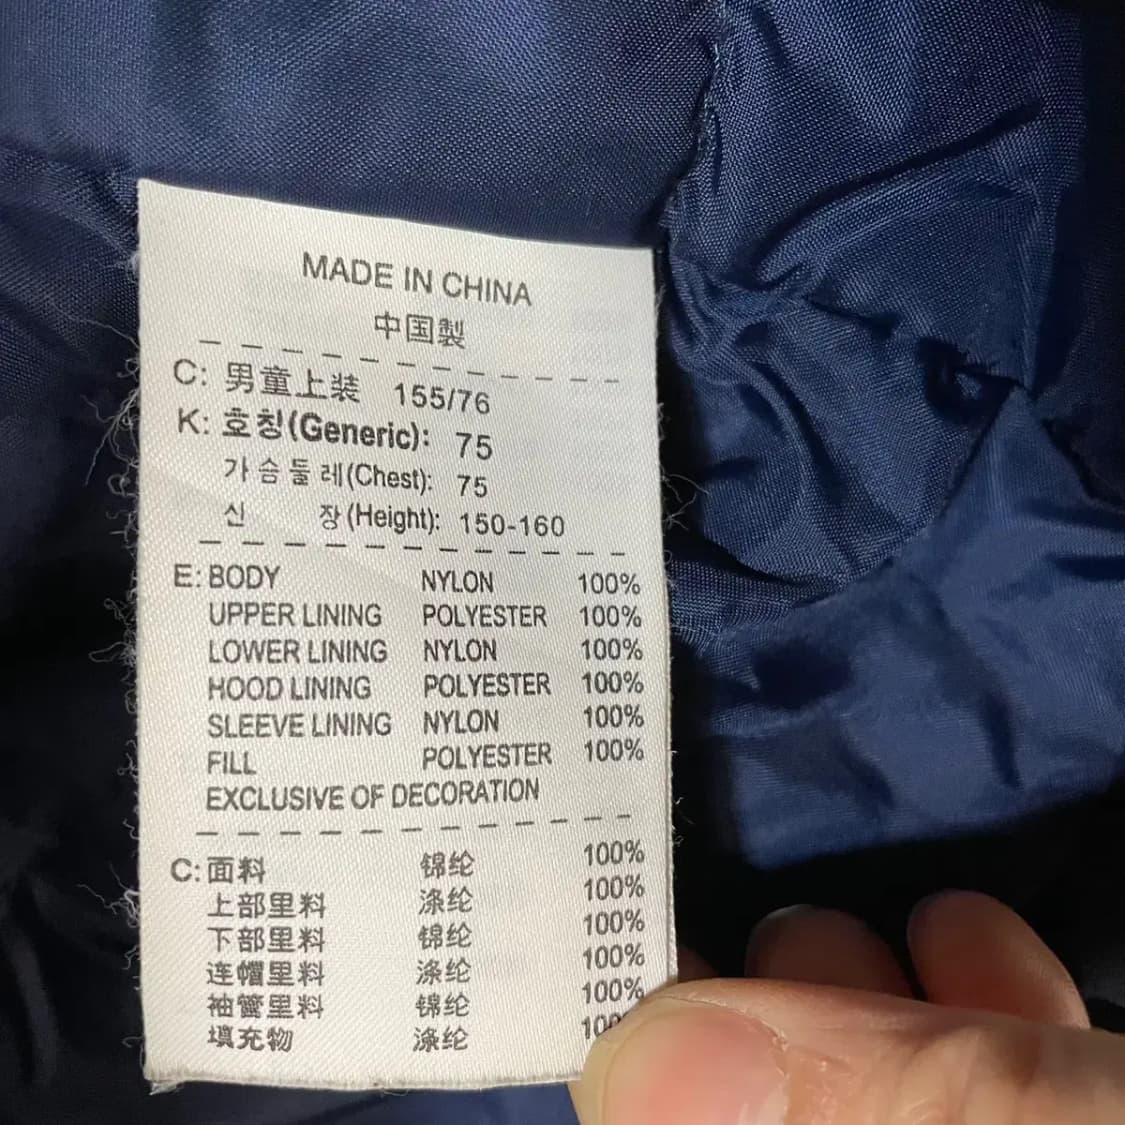 MADE IN CHINA
中国製
C: 男童上装 155/76
K: 호칭(Generic): 75
가슴둘레(Chest): 75
신 장(Height): 150-160
E: BODY NYLON 100%
UPPER LINING POLYESTER 100%
LOWER LINING NYLON 100%
HOOD LINING POLYESTER 100%
SLEEVE LINING NYLON 100%
FILL POLYESTER 100%
EXCLUSIVE OF DECORATION
C: 面料 锦纶 100%
上部里料 涤纶 100%
下部里料 锦纶 100%
连帽里料 涤纶 100%
袖窿里料 锦纶 100%
填充物 涤纶